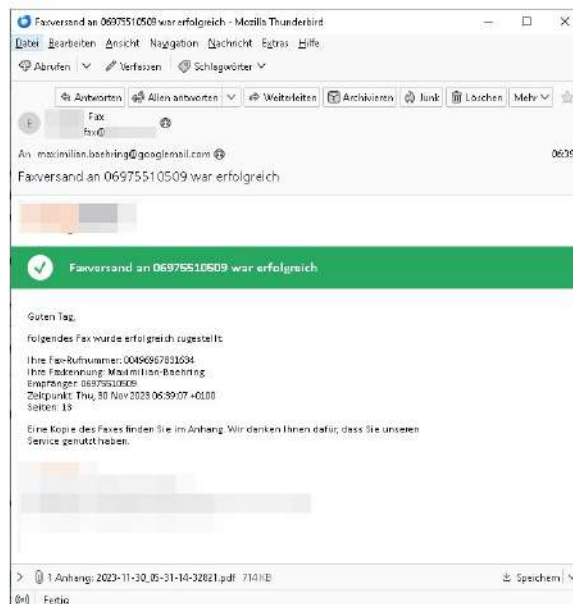 Faxversand an 06975510509 war erfolgreich - Mozilla Thunderbird
Datei Bearbeiten Ansicht Navigation Nachricht Extras Hilfe
Abrufen Verfassen Schlagwörter
Antworten Allen antworten Weiterleiten Archivieren Junk Löschen Mehr
E
Fax
fax@
An maximilian.baehring@googlemail.com
Faxversand an 06975510509 war erfolgreich
Faxversand an 06975510509 war erfolgreich
Guten Tag,
folgendes Fax wurde erfolgreich zugestellt:
Ihre Fax-Rufnummer: 00496967831634
Ihre Faxkennung: Maximilian-Baehring
Empfänger: 06975510509
Zeitpunkt: Thu, 30 Nov 2023 06:39:07 +0100
Seiten: 13
Eine Kopie des Faxes finden Sie im Anhang. Wir danken Ihnen dafür, dass Sie unseren
Service genutzt haben.
1 Anhang: 2023-11-30_05-31-14-32821.pdf 714 KB Speichern
Fertig